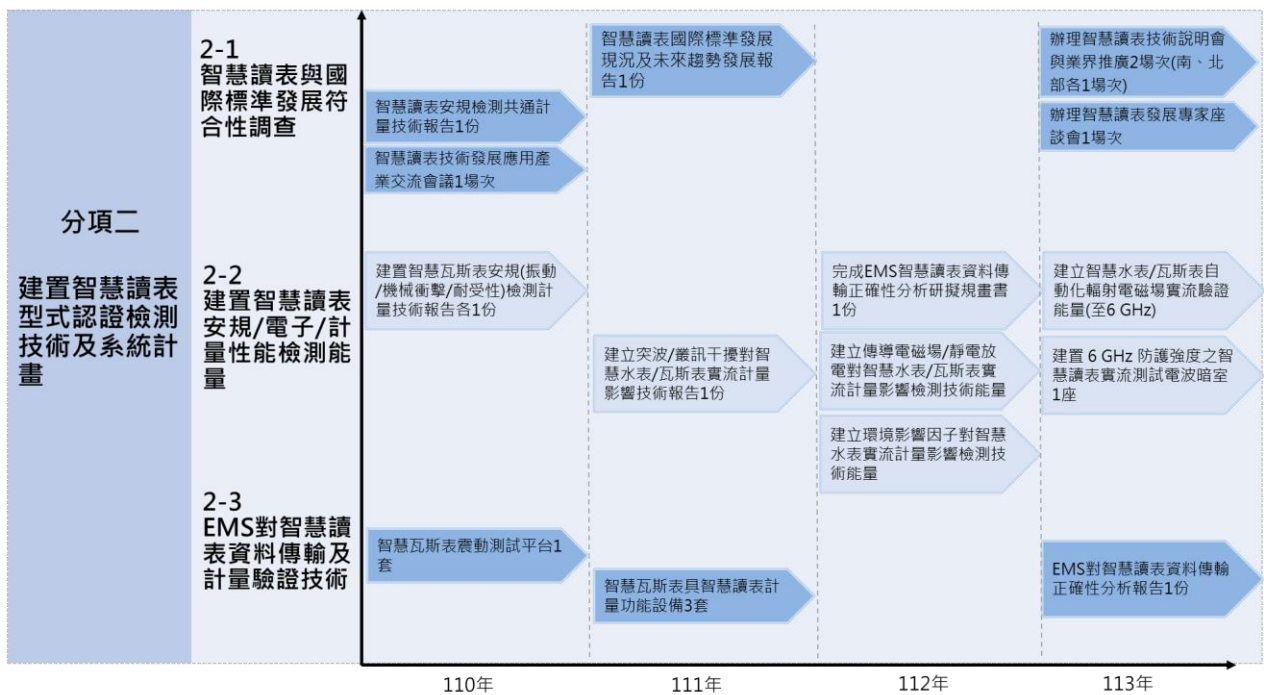 分項二
建置智慧讀表
型式認證檢測
技術及系統計
畫
2-1
智慧讀表與國
際標準發展符
合性調查
智慧讀表安規檢測共通計
量技術報告1份
智慧讀表技術發展應用產
業交流會議1場次
智慧讀表國際標準發展
現況及未來趨勢發展報
告1份
辦理智慧讀表技術說明會
與業界推廣2場次(南、北
部各1場次)
辦理智慧讀表發展專家座
談會1場次
2-2
建置智慧讀表
安規/電子/計
量性能檢測能
量
建置智慧瓦斯表安規(振動
/機械衝擊/耐受性)檢測計
量技術報告各1份
建立突波/叢訊干擾對智
慧水表/瓦斯表實流計量
影響技術報告1份
完成EMS智慧讀表資料傳
輸正確性分析研擬規畫書
1份
建立傳導電磁場/靜電放
電對智慧水表/瓦斯表實
流計量影響檢測技術能量
建立環境影響因子對智慧
水表實流計量影響檢測技
術能量
建立智慧水表/瓦斯表自
動化輻射電磁場實流驗證
能量(至6 GHz)
建置 6 GHz 防護強度之智
慧讀表實流測試電波暗室
1座
2-3
EMS對智慧讀
表資料傳輸及
計量驗證技術
智慧瓦斯表震動測試平台1
套
智慧瓦斯表具智慧讀表計
量功能設備3套
EMS對智慧讀表資料傳輸
正確性分析報告1份
110年
111年
112年
113年